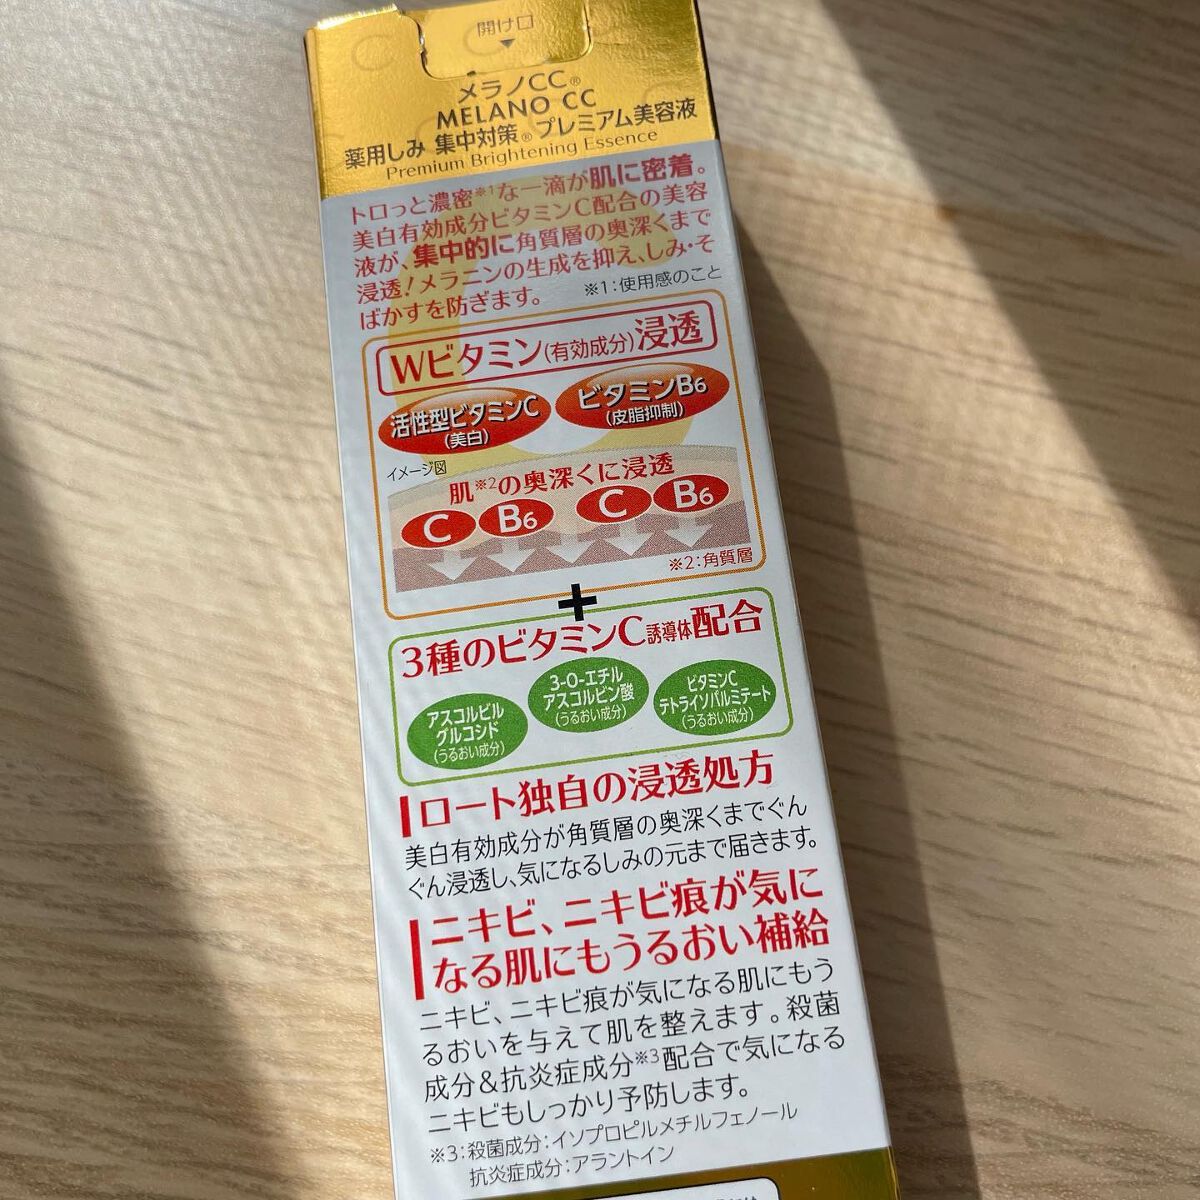 開け口
メラノCC®
MELANO CC
薬用しみ 集中対策® プレミアム美容液
Premium Brightening Essence
トロっと濃密※1な一滴が肌に密着。
美白有効成分ビタミンC配合の美容
液が、集中的に角質層の奥深くまで
浸透!メラニンの生成を抑え、しみ・そ
ばかすを防ぎます。 ※1:使用感のこと
Wビタミン(有効成分)浸透
活性型ビタミンC
(美白)
ビタミンB6
(皮脂抑制)
イメージ図
肌※2の奥深くに浸透
C B6 C B6
※2:角質層
+
3種のビタミンC誘導体配合
アスコルビル
グルコシド
(うるおい成分)
3-O-エチル
アスコルビン酸
(うるおい成分)
ビタミンC
テトライソパルミテート
(うるおい成分)
ロート独自の浸透処方
美白有効成分が角質層の奥深くまでぐん
ぐん浸透し、気になるしみの元まで届きます。
ニキビ、ニキビ痕が気に
なる肌にもうるおい補給
ニキビ、ニキビ痕が気になる肌にもう
るおいを与えて肌を整えます。殺菌
成分&抗炎症成分※3配合で気になる
ニキビもしっかり予防します。
※3:殺菌成分:イソプロピルメチルフェノール
抗炎症成分:アラントイン